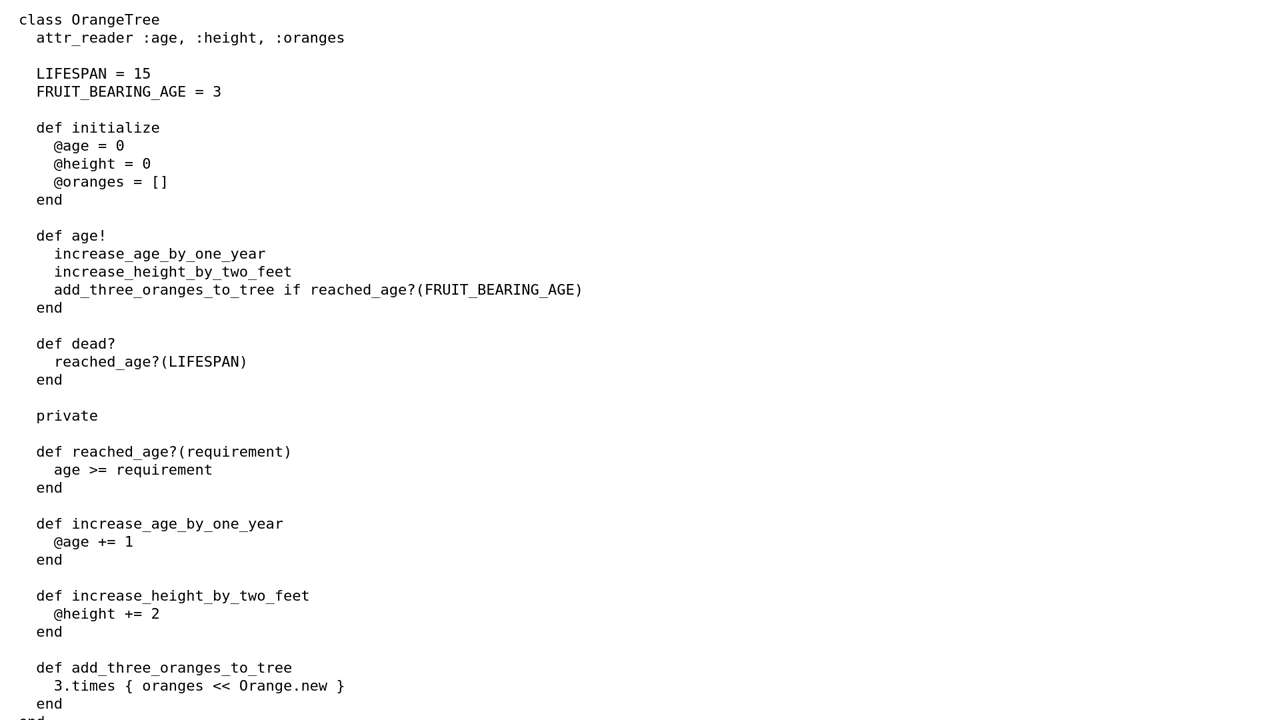 class OrangeTree
  attr_reader :age, :height, :oranges

  LIFESPAN = 15
  FRUIT_BEARING_AGE = 3

  def initialize
    @age = 0
    @height = 0
    @oranges = []
  end

  def age!
    increase_age_by_one_year
    increase_height_by_two_feet
    add_three_oranges_to_tree if reached_age?(FRUIT_BEARING_AGE)
  end

  def dead?
    reached_age?(LIFESPAN)
  end

  private

  def reached_age?(requirement)
    age >= requirement
  end

  def increase_age_by_one_year
    @age += 1
  end

  def increase_height_by_two_feet
    @height += 2
  end

  def add_three_oranges_to_tree
    3.times { oranges << Orange.new }
  end
end